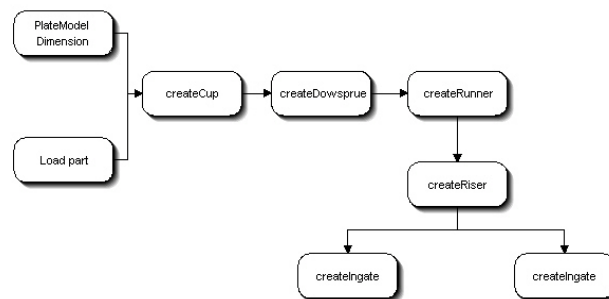 PlateModel
Dimension
createCup
createDowsprue
createRunner
Load part
createRiser
createIngate
createIngate